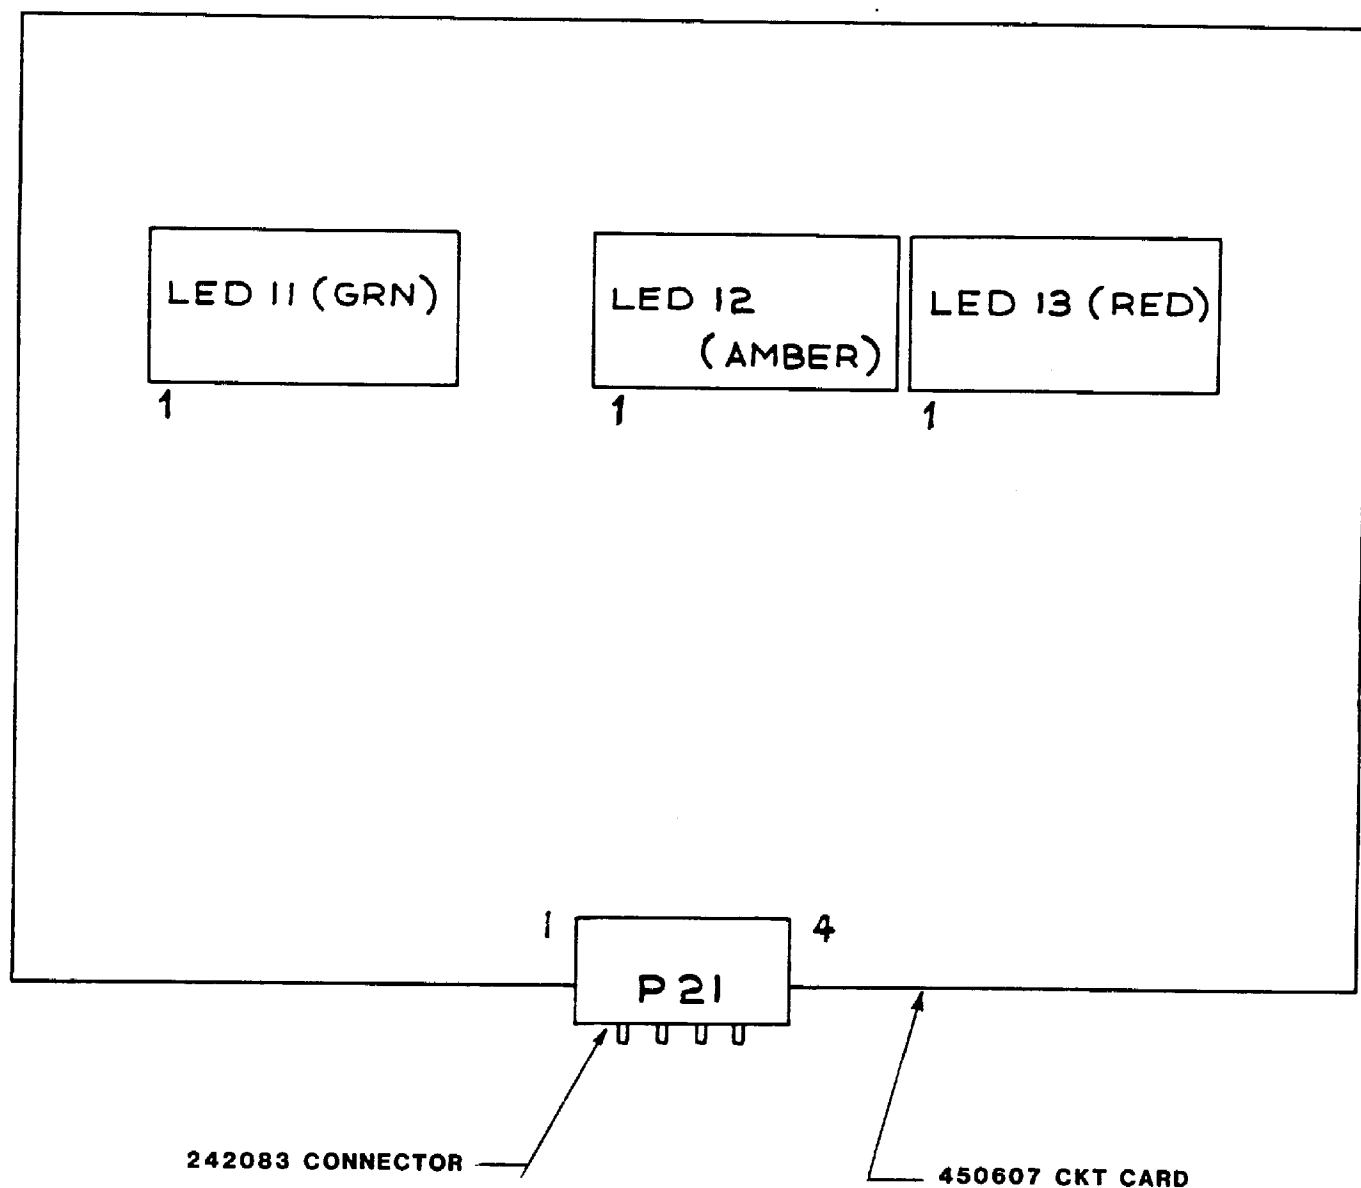 LED 11 (GRN)
LED 12
(AMBER)
LED 13 (RED)
1
1
1
1
4
P21
242083 CONNECTOR
450607 CKT CARD